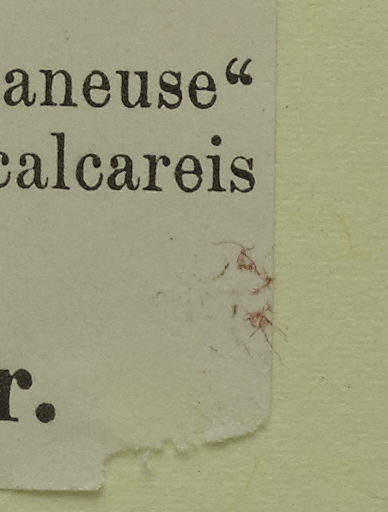 aneuse“
calcareis
r.